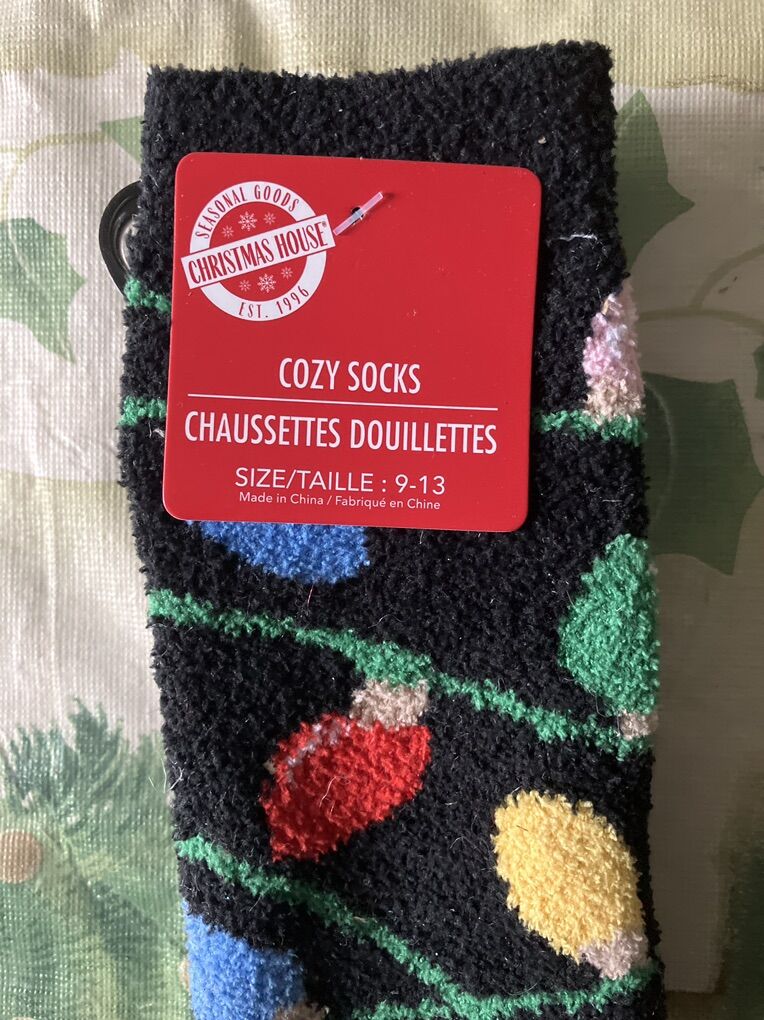 SEASONAL GOODS
CHRISTMAS HOUSE®
EST. 1996
COZY SOCKS
CHAUSSETTES DOUILLETTES
SIZE/TAILLE : 9-13
Made in China / Fabriqué en Chine